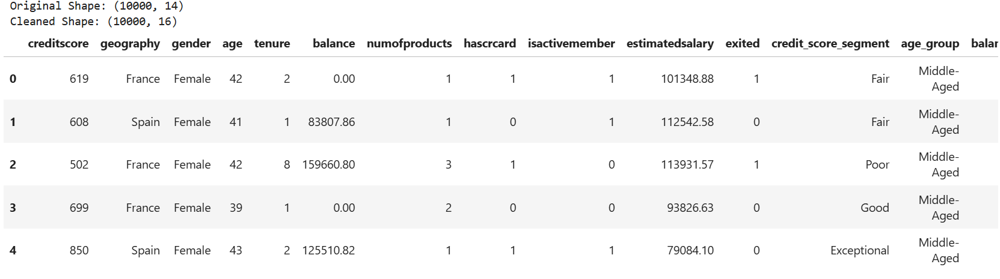 Original Shape: (10000, 14)
Cleaned Shape: (10000, 16)
creditscore geography gender age tenure balance numofproducts hascrcard isactivemember estimatedsalary exited credit_score_segment age_group balan
0 619 France Female 42 2 0.00 1 1 1 101348.88 1 Fair Middle-
Aged
1 608 Spain Female 41 1 83807.86 1 0 1 112542.58 0 Fair Middle-
Aged
2 502 France Female 42 8 159660.80 3 1 0 113931.57 1 Poor Middle-
Aged
3 699 France Female 39 1 0.00 2 0 0 93826.63 0 Good Middle-
Aged
4 850 Spain Female 43 2 125510.82 1 1 1 79084.10 0 Exceptional Middle-
Aged